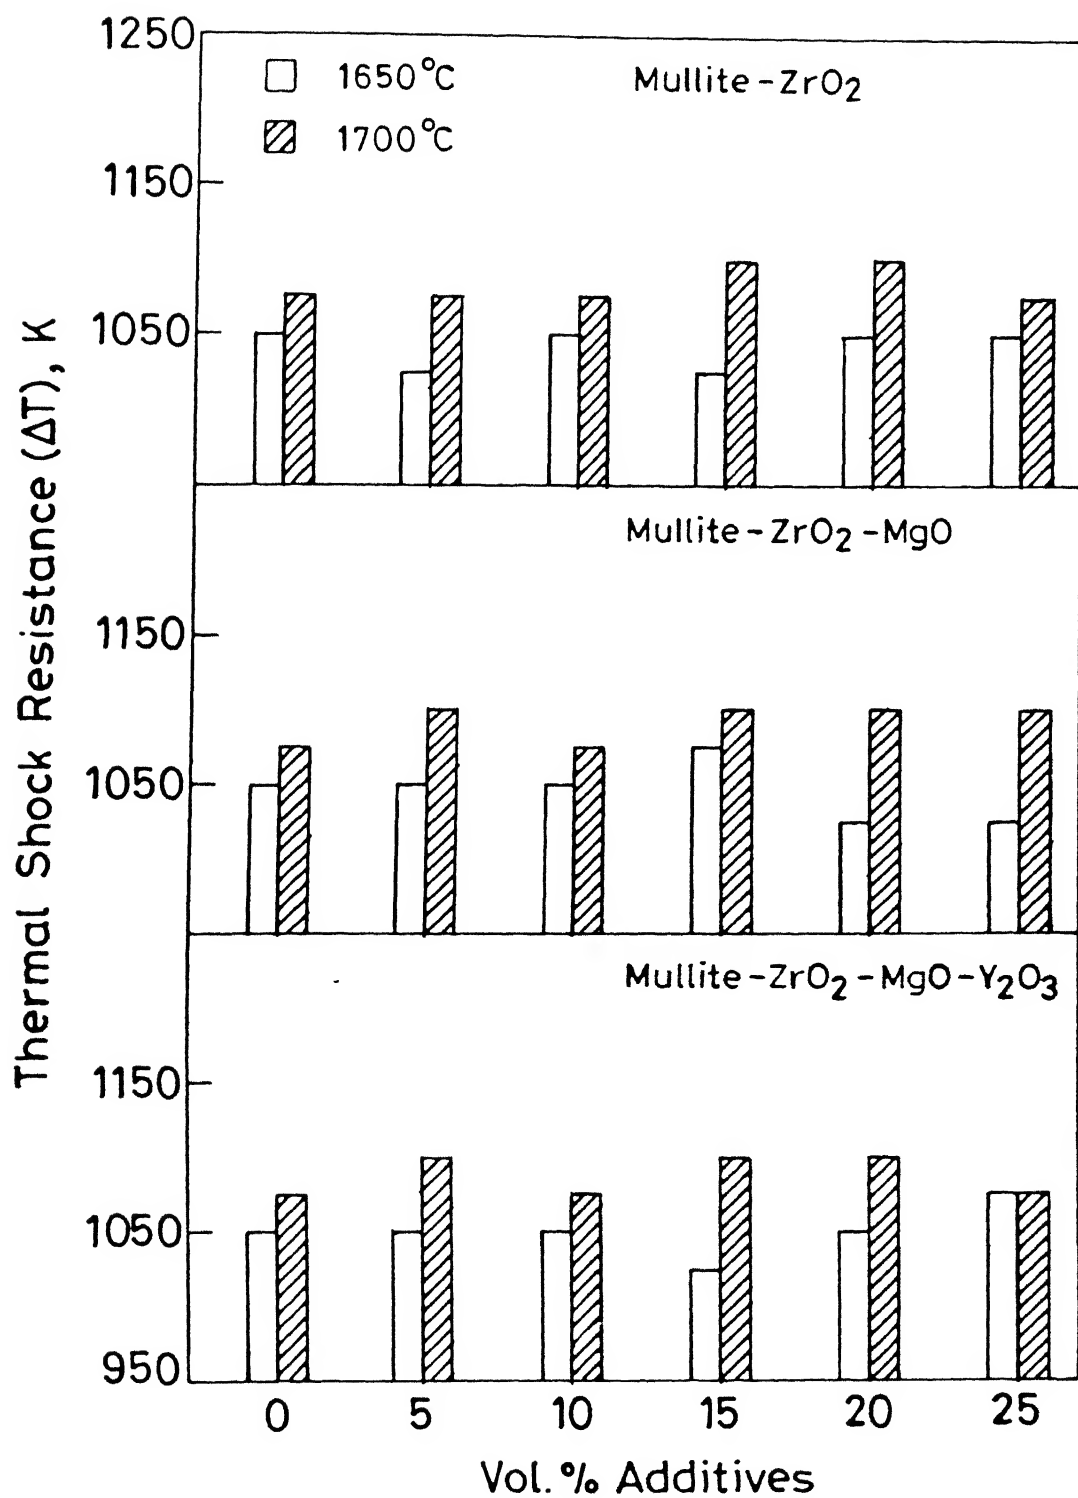 Thermal Shock Resistance (ΔT), K
1250
1150
1050
1650°C
1700°C
Mullite-ZrO₂
Mullite-ZrO₂-MgO
1150
1050
Mullite-ZrO₂-MgO-Y₂O₃
1150
1050
950
0 5 10 15 20 25
Vol.% Additives